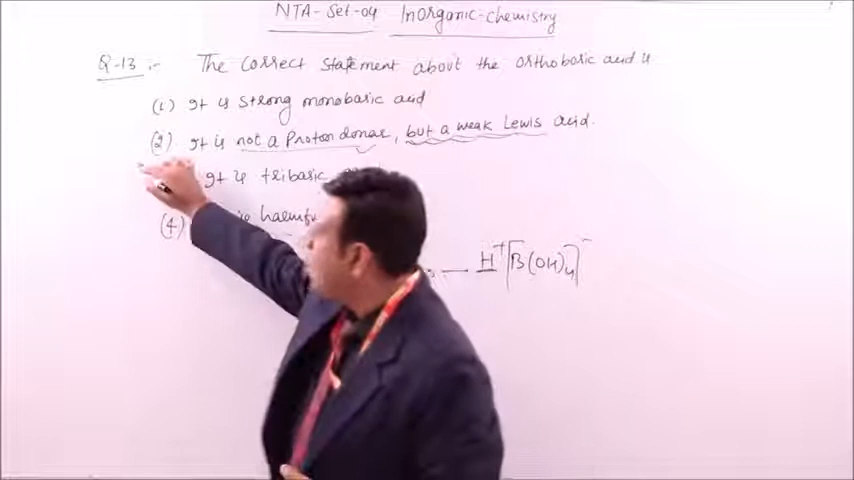 NTA-Set-04 Inorganic-chemistry
Q-13:- The Correct Statement about the orthoboric acid is
(1) It is strong monobasic acid
(2) It is not a Proton donar, but a weak Lewis acid.
It is tribasic
(4)
H⁺[B(OH)₄]⁻